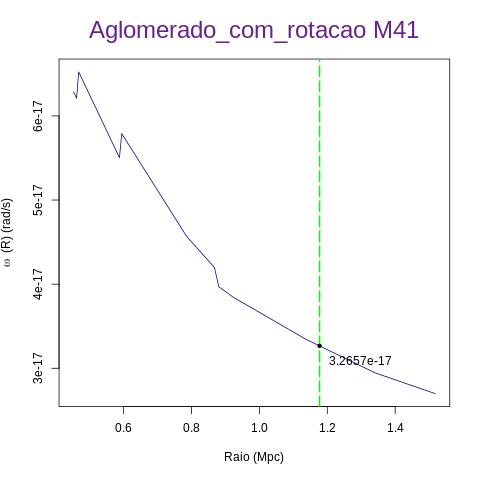 Aglomerado_com_rotacao M41
ω (R) (rad/s)
6e-17
5e-17
4e-17
3e-17
3.2657e-17
0.6 0.8 1.0 1.2 1.4
Raio (Mpc)